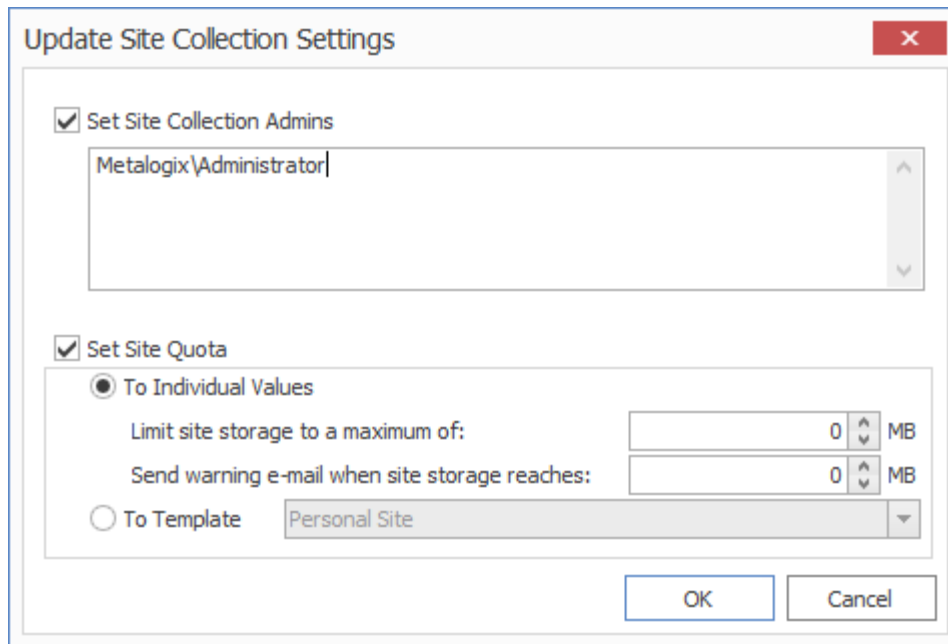 Update Site Collection Settings
Set Site Collection Admins
Metalogix\Administrator
Set Site Quota
To Individual Values
Limit site storage to a maximum of: 0 MB
Send warning e-mail when site storage reaches: 0 MB
To Template Personal Site
OK Cancel